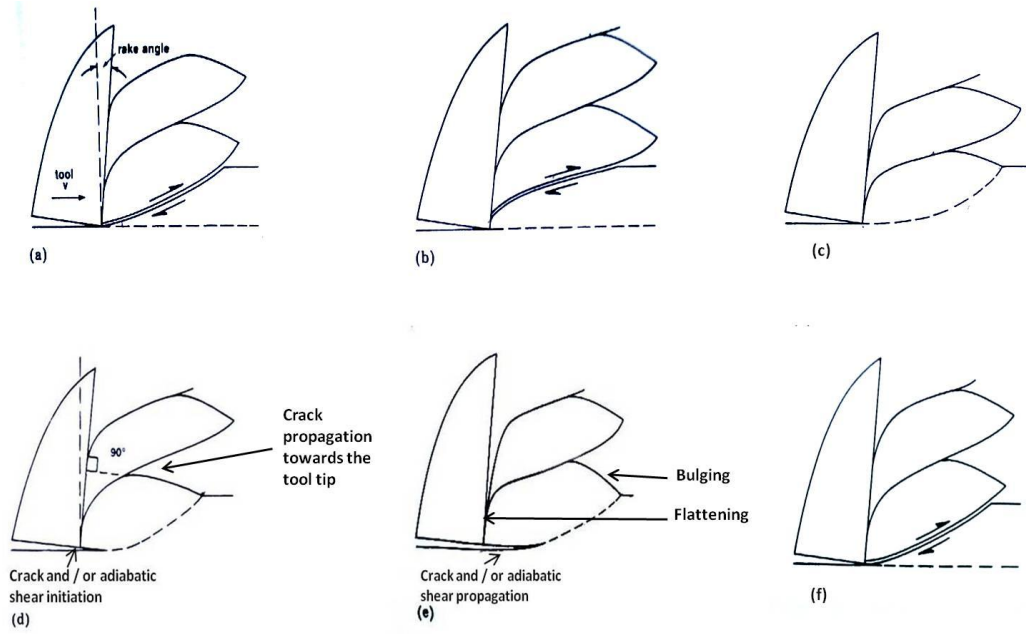 rake angle
tool
v
(a)
(b)
(c)
90°
Crack
propagation
towards the
tool tip
Crack and / or adiabatic
shear initiation
(d)
Bulging
Flattening
Crack and / or adiabatic
shear propagation
(e)
(f)